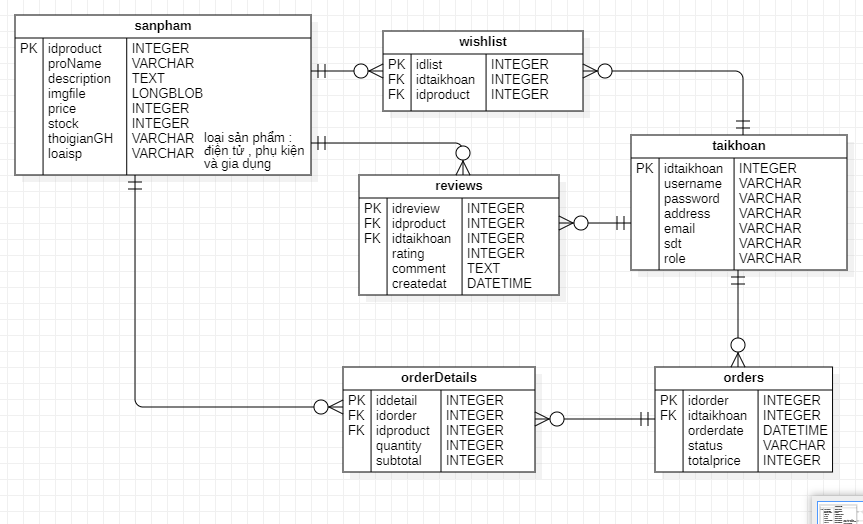 sanpham
PK idproduct INTEGER
proName VARCHAR
description TEXT
imgfile LONGBLOB
price INTEGER
stock INTEGER
thoigianGH VARCHAR loại sản phẩm :
loaisp VARCHAR điện tử , phụ kiện
và gia dụng
wishlist
PK idlist INTEGER
FK idtaikhoan INTEGER
FK idproduct INTEGER
taikhoan
PK idtaikhoan INTEGER
username VARCHAR
password VARCHAR
address VARCHAR
email VARCHAR
sdt VARCHAR
role VARCHAR
reviews
PK idreview INTEGER
FK idproduct INTEGER
FK idtaikhoan INTEGER
rating INTEGER
comment TEXT
createdat DATETIME
orderDetails
PK iddetail INTEGER
FK idorder INTEGER
FK idproduct INTEGER
quantity INTEGER
subtotal INTEGER
orders
PK idorder INTEGER
FK idtaikhoan INTEGER
orderdate DATETIME
status VARCHAR
totalprice INTEGER